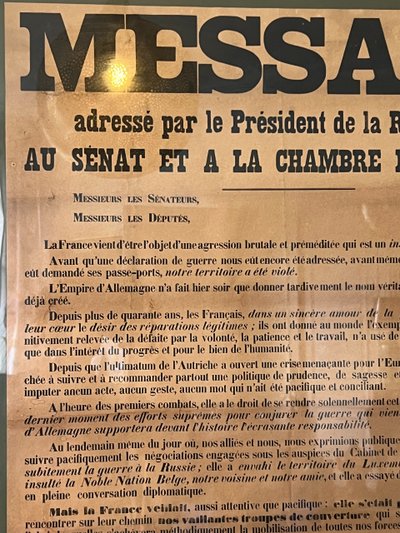 MESSA
adressé par le Président de la R
AU SÉNAT ET A LA CHAMBRE
MESSIEURS LES SÉNATEURS,
MESSIEURS LES DÉPUTÉS,
La France vient d'être l'objet d'une agression brutale et préméditée qui est un in
Avant qu'une déclaration de guerre nous eût encore été adressée, avant même
eût demandé ses passe-ports, notre territoire a été violé.
L'Empire d'Allemagne n'a fait hier soir que donner tardivement le nom vérita
déjà créé.
Depuis plus de quarante ans, les Français, dans un sincère amour de la
leur cœur le désir des réparations légitimes ; ils ont donné au monde l'exemp
nitivement relevée de la défaite par la volonté, la patience et le travail, n'a usé de
que dans l'intérêt du progrès et pour le bien de l'humanité.
Depuis que l'ultimatum de l'Autriche a ouvert une crise menaçante pour l'Eur
chée à suivre et à recommander partout une politique de prudence, de sagesse et
imputer aucun acte, aucun geste, aucun mot qui n'ait été pacifique et conciliant.
A l'heure des premiers combats, elle a le droit de se rendre solennellement cet
dernier moment des efforts suprêmes pour conjurer la guerre qui vien
d'Allemagne supportera devant l'histoire l'écrasante responsabilité.
Au lendemain même du jour où, nos alliés et nous, nous exprimions publique
suivre pacifiquement les négociations engagées sous les auspices du Cabinet de
subitement la guerre à la Russie ; elle a envahi le territoire du Luxem
insulté la Noble Nation Belge, notre voisine et notre amie, et elle a essayé d
en pleine conversation diplomatique.
Mais la France veillait, aussi attentive que pacifique : elle s'était p
rencontrer sur leur chemin nos vaillantes troupes de couverture qui s
méthodiquement la mobilisation de toutes nos forces